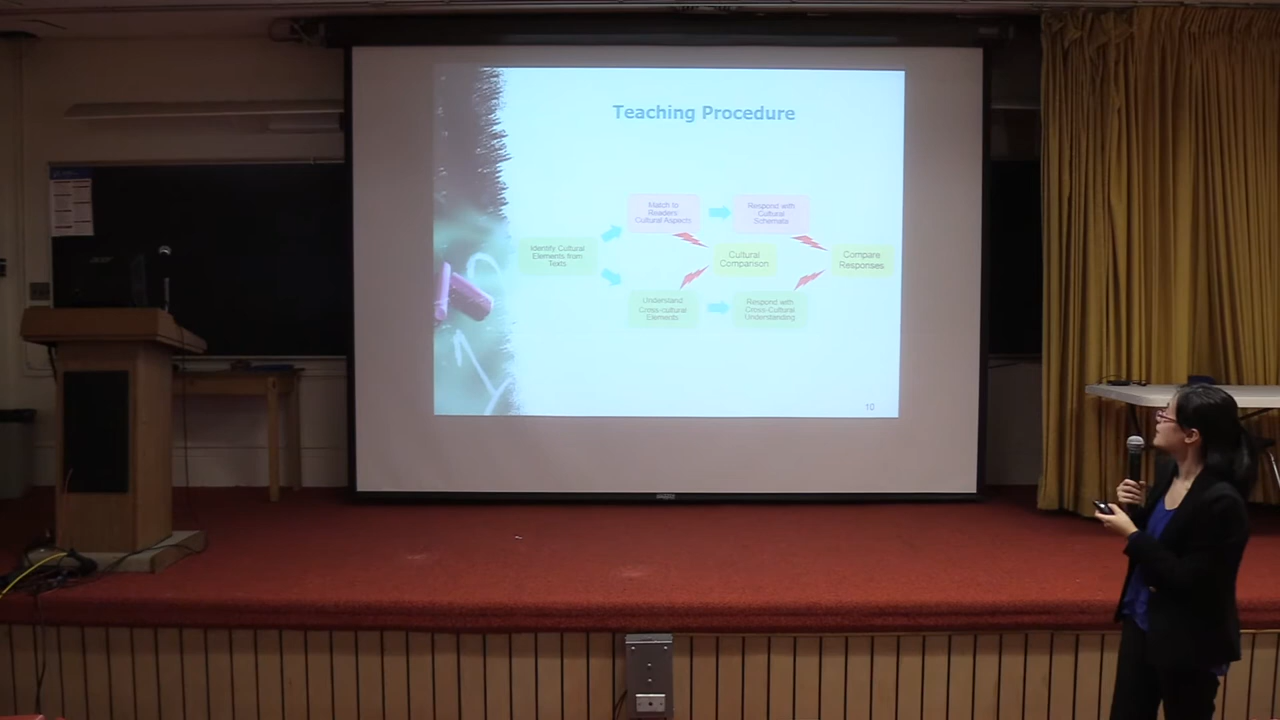 Teaching Procedure
Match to
Readers'
Cultural Aspects
Respond with
Cultural
Schemata
Identify Cultural
Elements from
Texts
Cultural
Comparison
Compare
Responses
Understand
Cross-cultural
Elements
Respond with
Cross-Cultural
Understanding
10